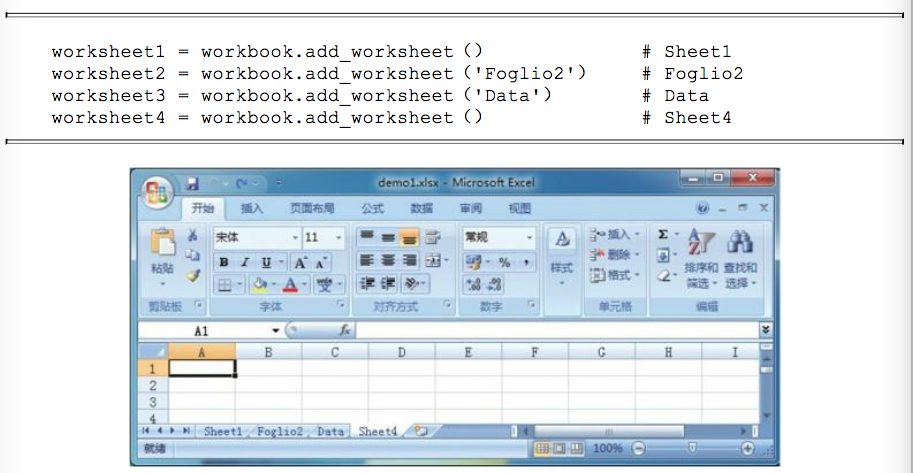 worksheet1 = workbook.add_worksheet () # Sheet1
worksheet2 = workbook.add_worksheet ('Foglio2') # Foglio2
worksheet3 = workbook.add_worksheet ('Data') # Data
worksheet4 = workbook.add_worksheet () # Sheet4
demo1.xlsx - Microsoft Excel
开始 插入 页面布局 公式 数据 审阅 视图
宋体 11 常规 Σ
B I U A A % ,
A
粘贴 样式
插入
删除
格式
排序和筛选
查找和选择
剪贴板 字体 对齐方式 数字 单元格 编辑
A1 fx
A B C D E F G H I
1
2
3
4
Sheet1 Foglio2 Data Sheet4
就绪 100%